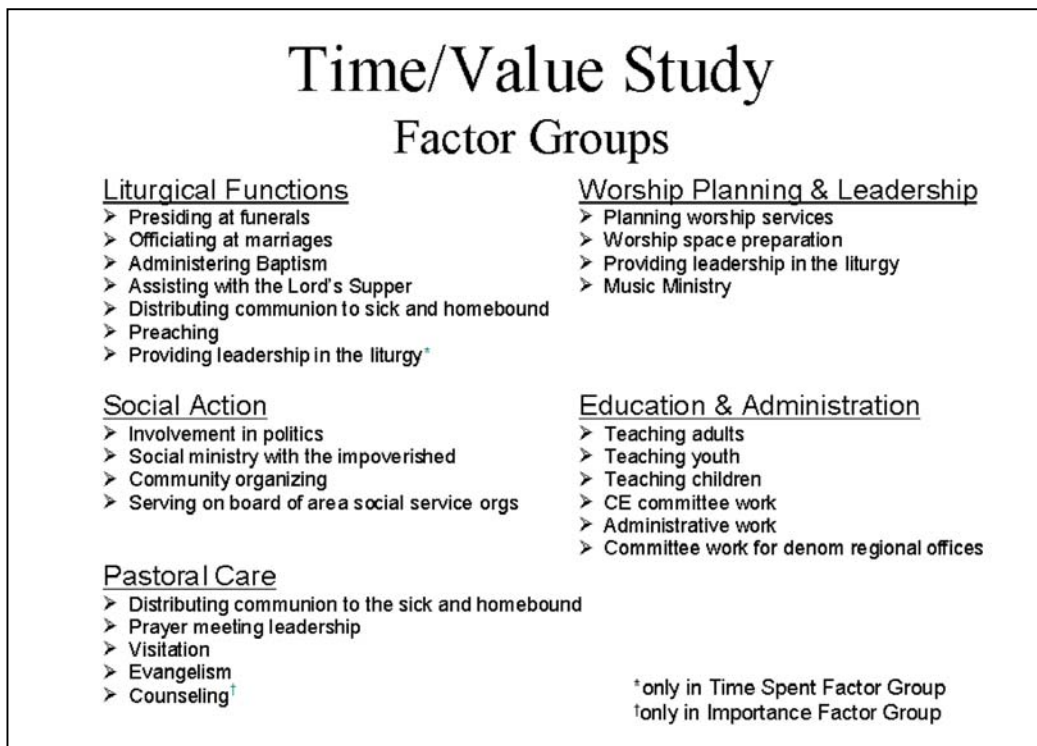 Time/Value Study
Factor Groups
Liturgical Functions
➢ Presiding at funerals
➢ Officiating at marriages
➢ Administering Baptism
➢ Assisting with the Lord's Supper
➢ Distributing communion to sick and homebound
➢ Preaching
➢ Providing leadership in the liturgy*
Worship Planning & Leadership
➢ Planning worship services
➢ Worship space preparation
➢ Providing leadership in the liturgy
➢ Music Ministry
Social Action
➢ Involvement in politics
➢ Social ministry with the impoverished
➢ Community organizing
➢ Serving on board of area social service orgs
Education & Administration
➢ Teaching adults
➢ Teaching youth
➢ Teaching children
➢ CE committee work
➢ Administrative work
➢ Committee work for denom regional offices
Pastoral Care
➢ Distributing communion to the sick and homebound
➢ Prayer meeting leadership
➢ Visitation
➢ Evangelism
➢ Counseling†
*only in Time Spent Factor Group
†only in Importance Factor Group